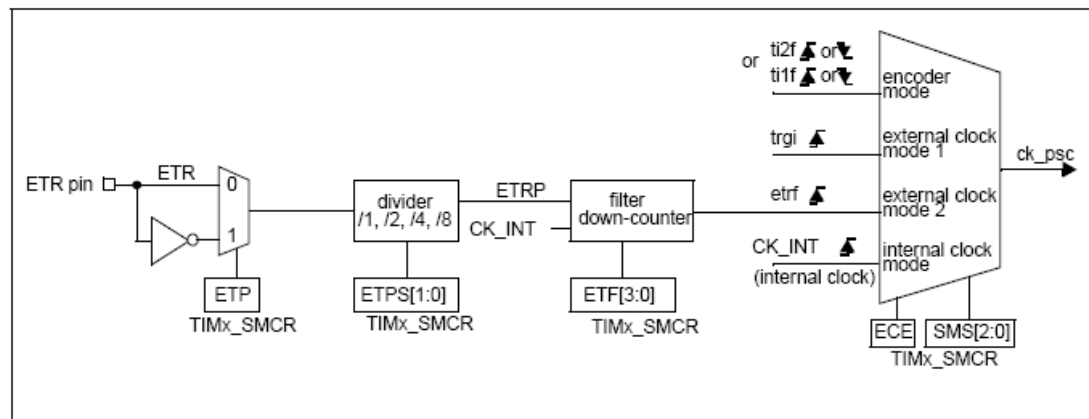 ETR pin
ETR
0
1
ETP
TIMx_SMCR
divider
/1, /2, /4, /8
ETPS[1:0]
TIMx_SMCR
ETRP
CK_INT
filter
down-counter
ETF[3:0]
TIMx_SMCR
or
ti2f or
ti1f or
encoder
mode
trgi
external clock
mode 1
etrf
external clock
mode 2
CK_INT
(internal clock)
internal clock
mode
ck_psc
ECE
SMS[2:0]
TIMx_SMCR